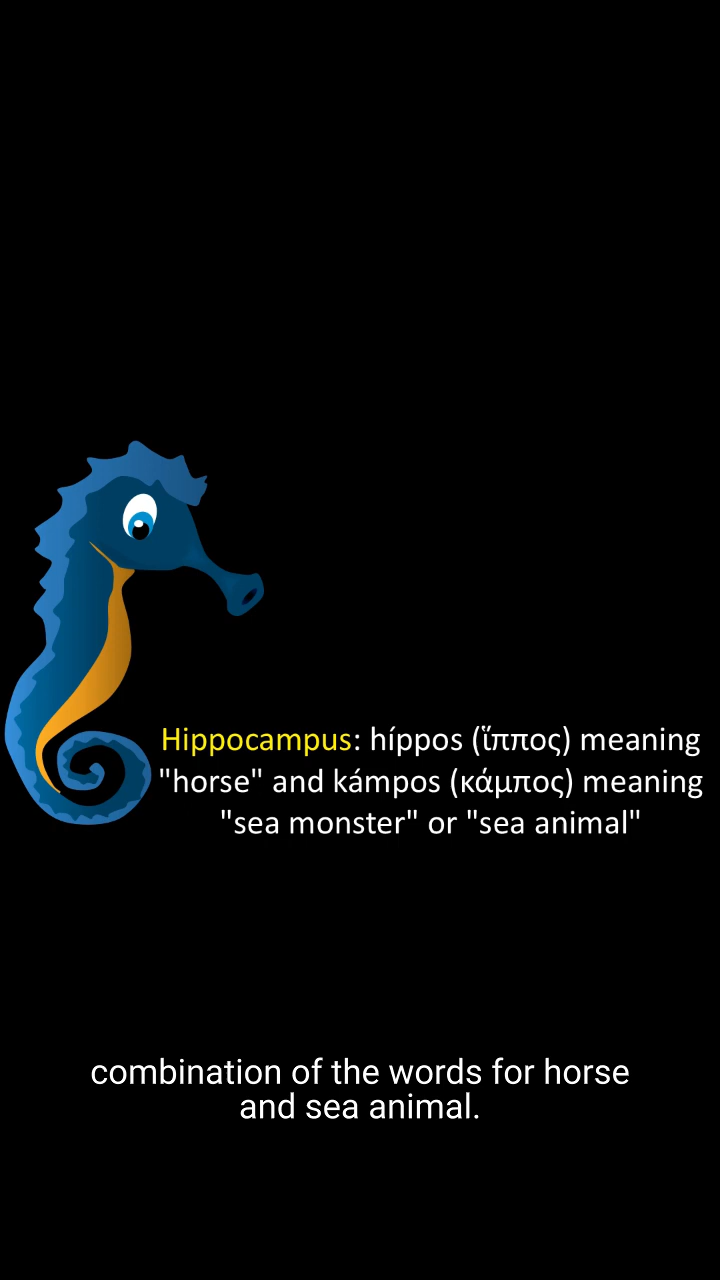 Hippocampus: híppos (ἵππος) meaning
"horse" and kámpos (κάμπος) meaning
"sea monster" or "sea animal"
combination of the words for horse
and sea animal.